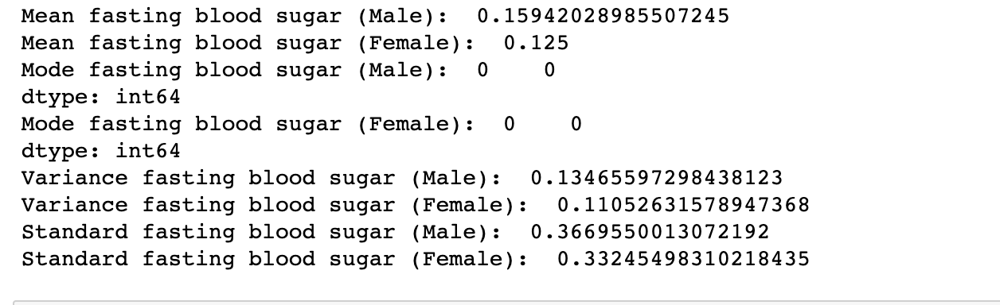 Mean fasting blood sugar (Male):  0.15942028985507245
Mean fasting blood sugar (Female):  0.125
Mode fasting blood sugar (Male):  0    0
dtype: int64
Mode fasting blood sugar (Female):  0    0
dtype: int64
Variance fasting blood sugar (Male):  0.13465597298438123
Variance fasting blood sugar (Female):  0.11052631578947368
Standard fasting blood sugar (Male):  0.3669550013072192
Standard fasting blood sugar (Female):  0.33245498310218435